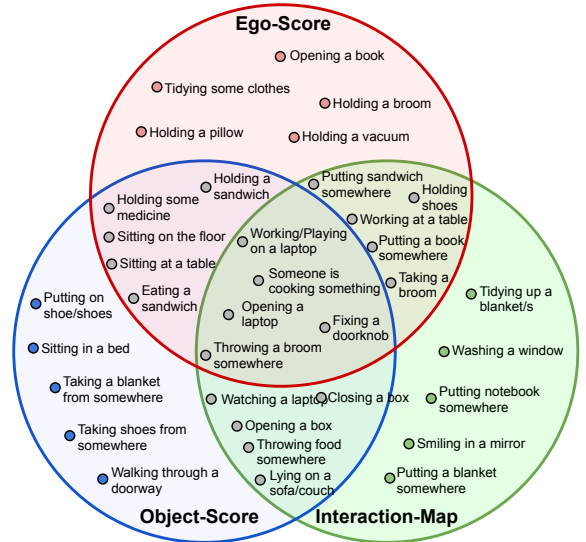 Ego-Score
Opening a book
Tidying some clothes
Holding a broom
Holding a pillow
Holding a vacuum
Holding a
sandwich
Putting sandwich
somewhere
Holding
shoes
Holding some
medicine
Working at a table
Sitting on the floor
Working/Playing
on a laptop
Putting a book
somewhere
Sitting at a table
Someone is
cooking something
Taking a
broom
Eating a
sandwich
Putting on
shoe/shoes
Opening a
laptop
Fixing a
doorknob
Tidying up a
blanket/s
Sitting in a bed
Throwing a broom
somewhere
Washing a window
Taking a blanket
from somewhere
Watching a laptop
Closing a box
Putting notebook
somewhere
Opening a box
Taking shoes from
somewhere
Throwing food
somewhere
Smiling in a mirror
Walking through a
doorway
Lying on a
sofa/couch
Putting a blanket
somewhere
Object-Score
Interaction-Map